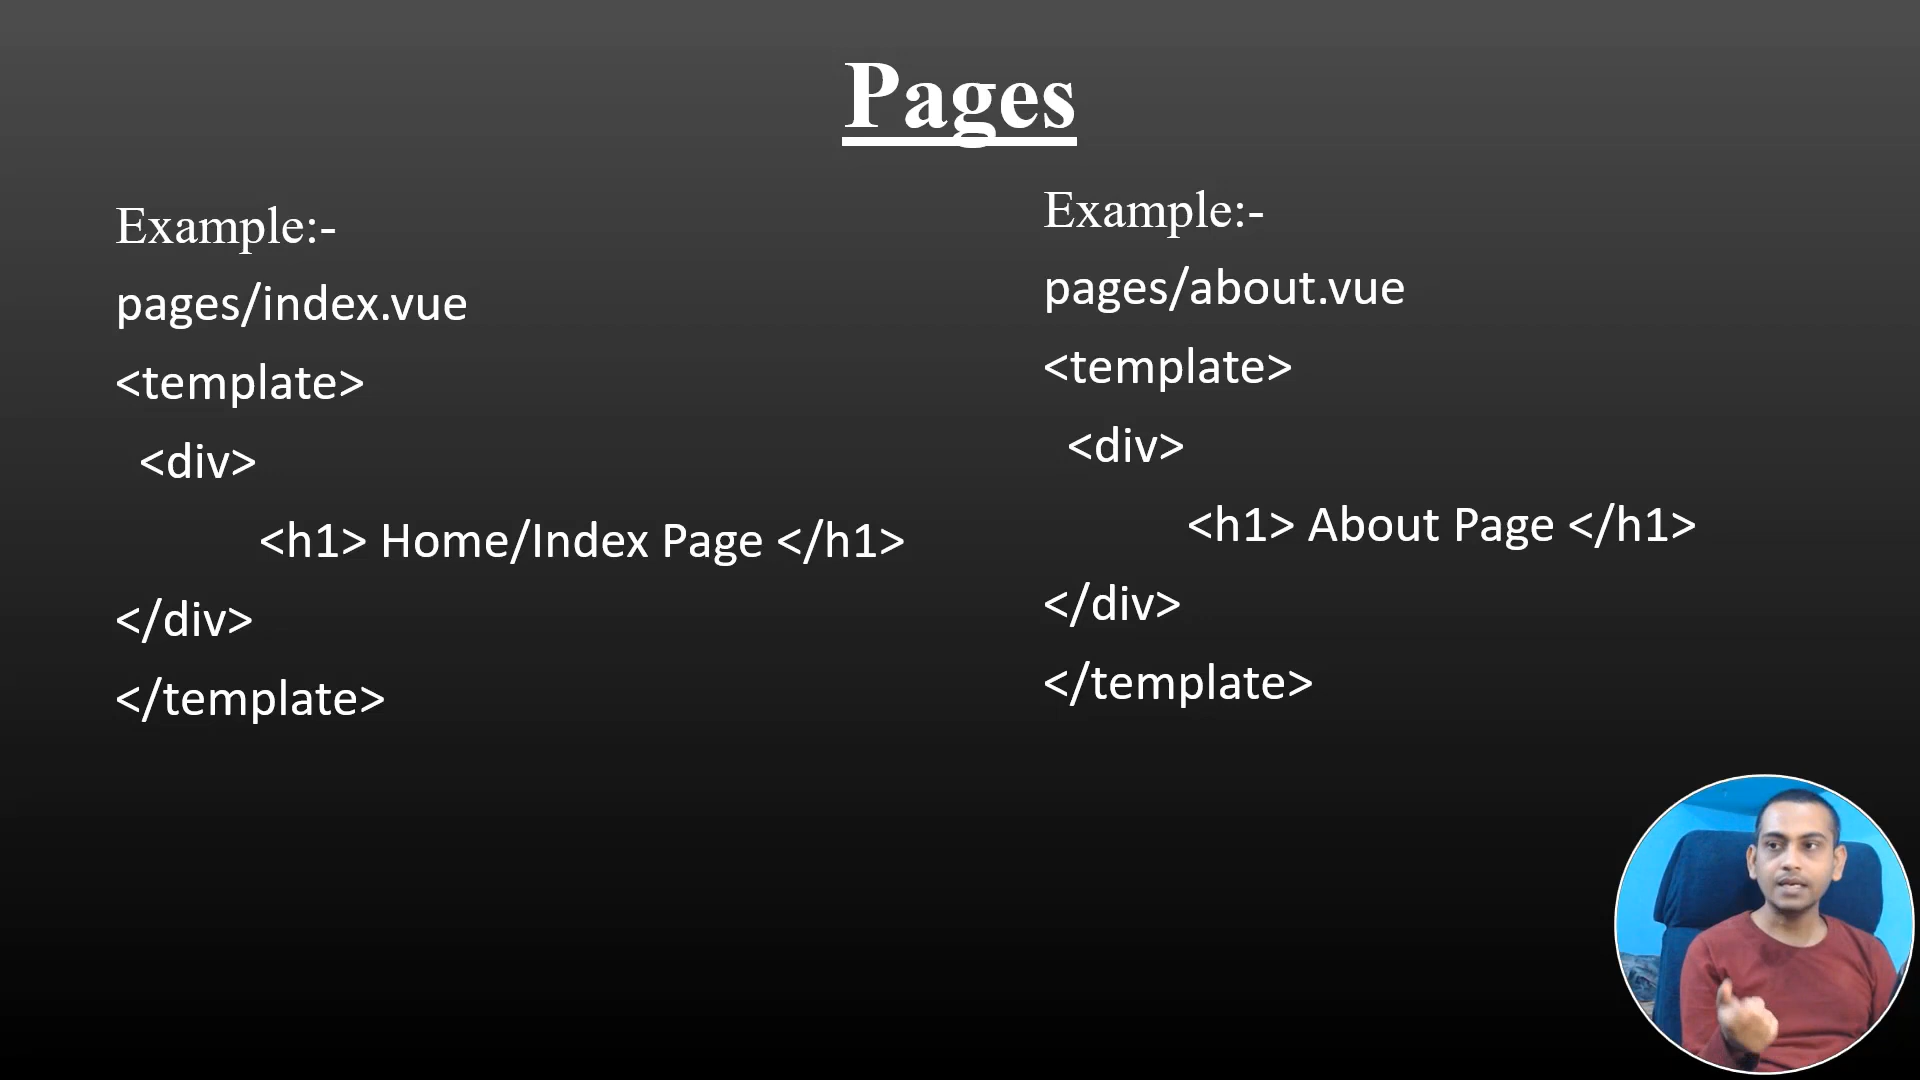 Pages
Example:-
pages/index.vue
<template>
<div>
<h1> Home/Index Page </h1>
</div>
</template>
Example:-
pages/about.vue
<template>
<div>
<h1> About Page </h1>
</div>
</template>